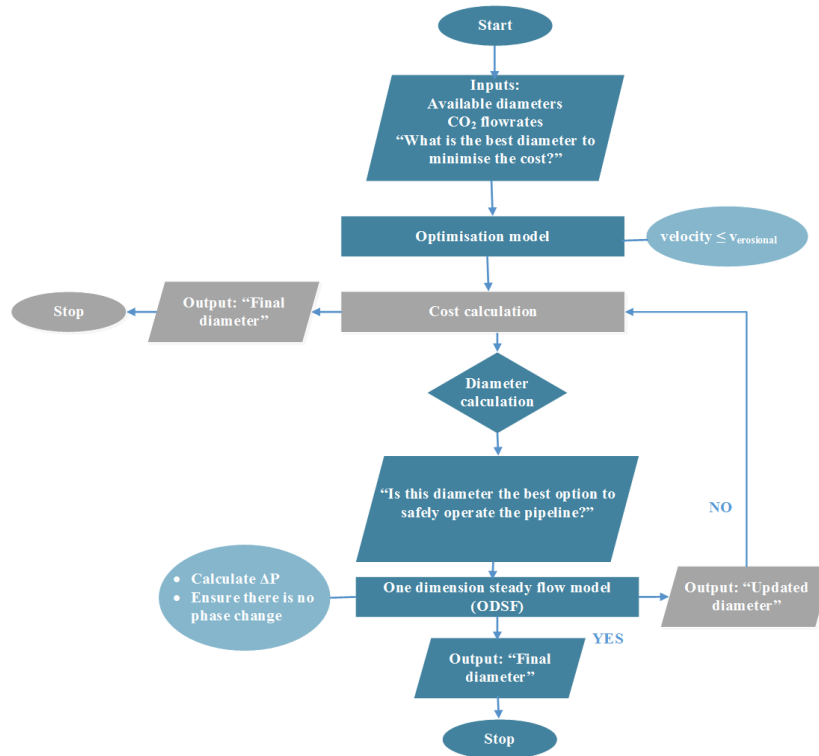 Start
Inputs:
Available diameters
CO₂ flowrates
“What is the best diameter to
minimise the cost?”
Optimisation model
velocity ≤ verosional
Stop
Output: “Final
diameter”
Cost calculation
Diameter
calculation
“Is this diameter the best option to
safely operate the pipeline?”
NO
• Calculate ΔP
• Ensure there is no
phase change
One dimension steady flow model
(ODSF)
Output: “Updated
diameter”
YES
Output: “Final
diameter”
Stop